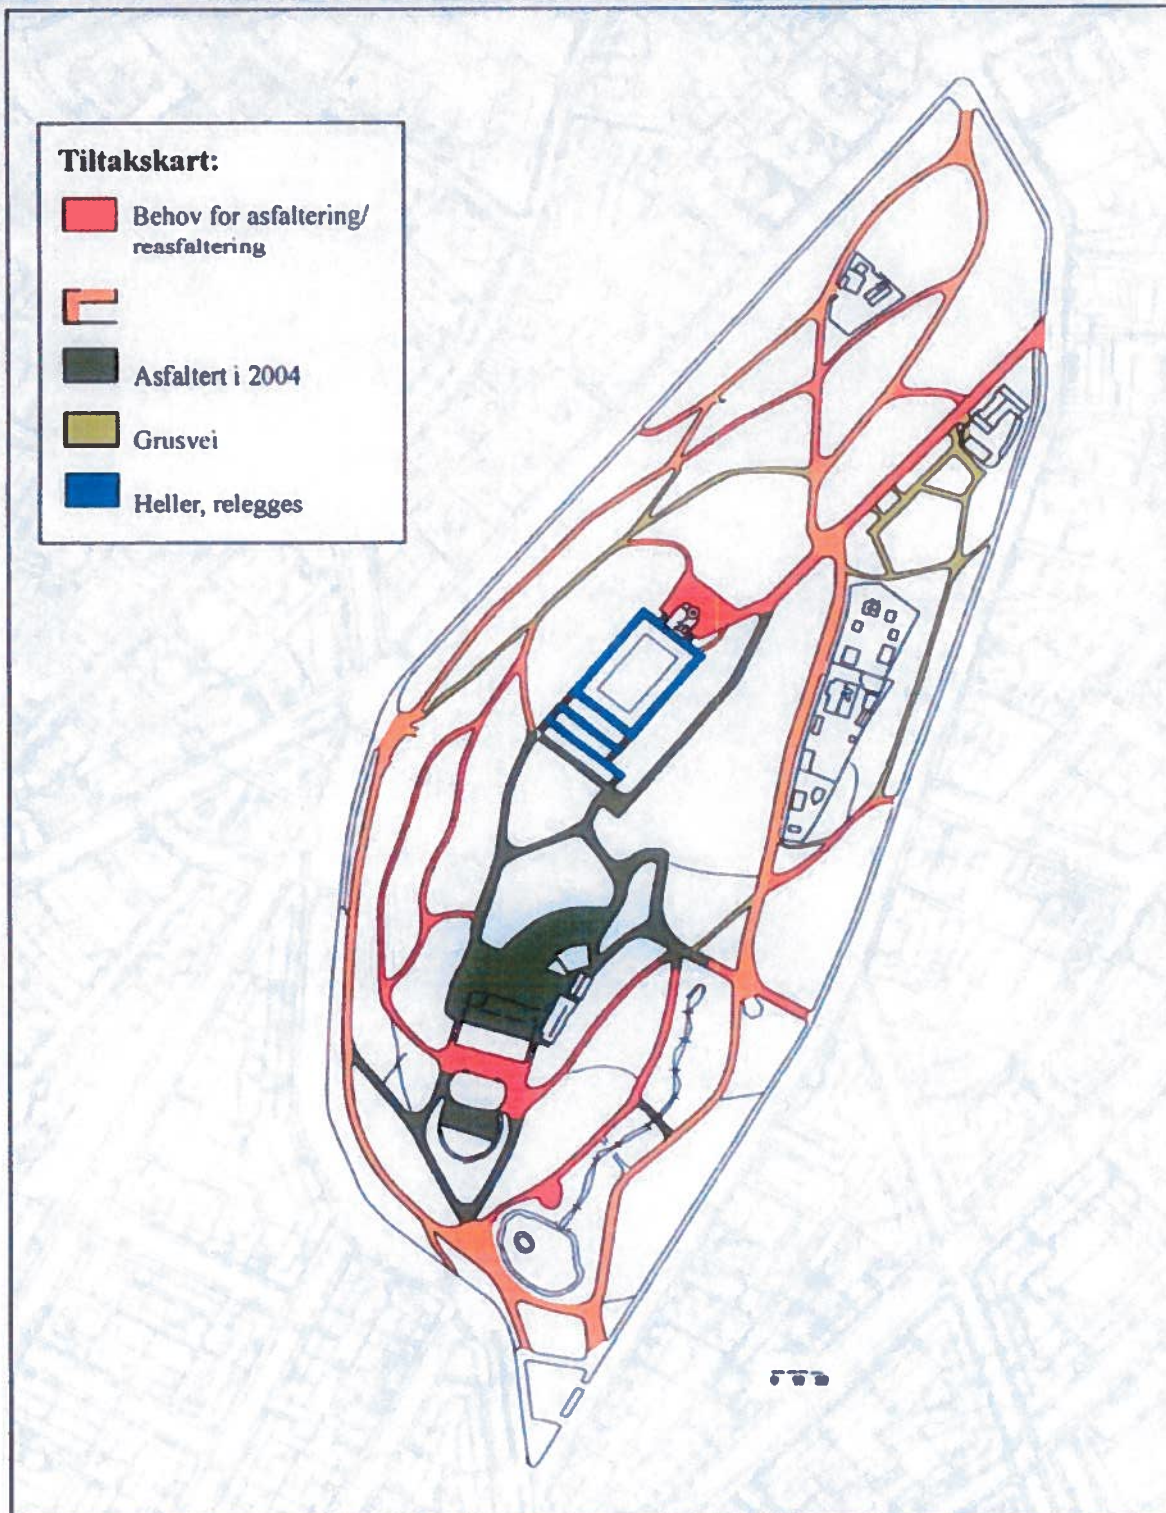 Tiltakskart:
Behov for asfaltering/
reasfaltering
Asfaltert i 2004
Grusvei
Heller, relegges